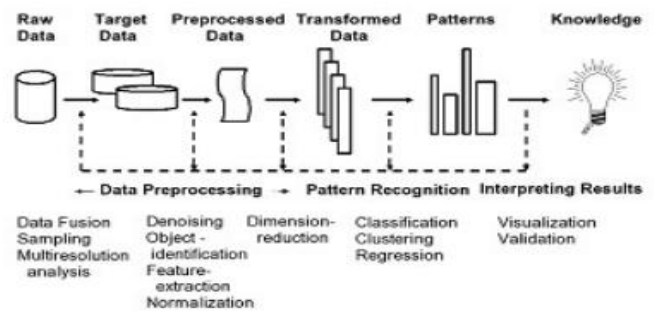 Raw Data
Target Data
Preprocessed Data
Transformed Data
Patterns
Knowledge
← Data Preprocessing →
Pattern Recognition
Interpreting Results
Data Fusion
Sampling
Multiresolution
analysis
Denoising
Object -
identification
Feature-
extraction
Normalization
Dimension-
reduction
Classification
Clustering
Regression
Visualization
Validation